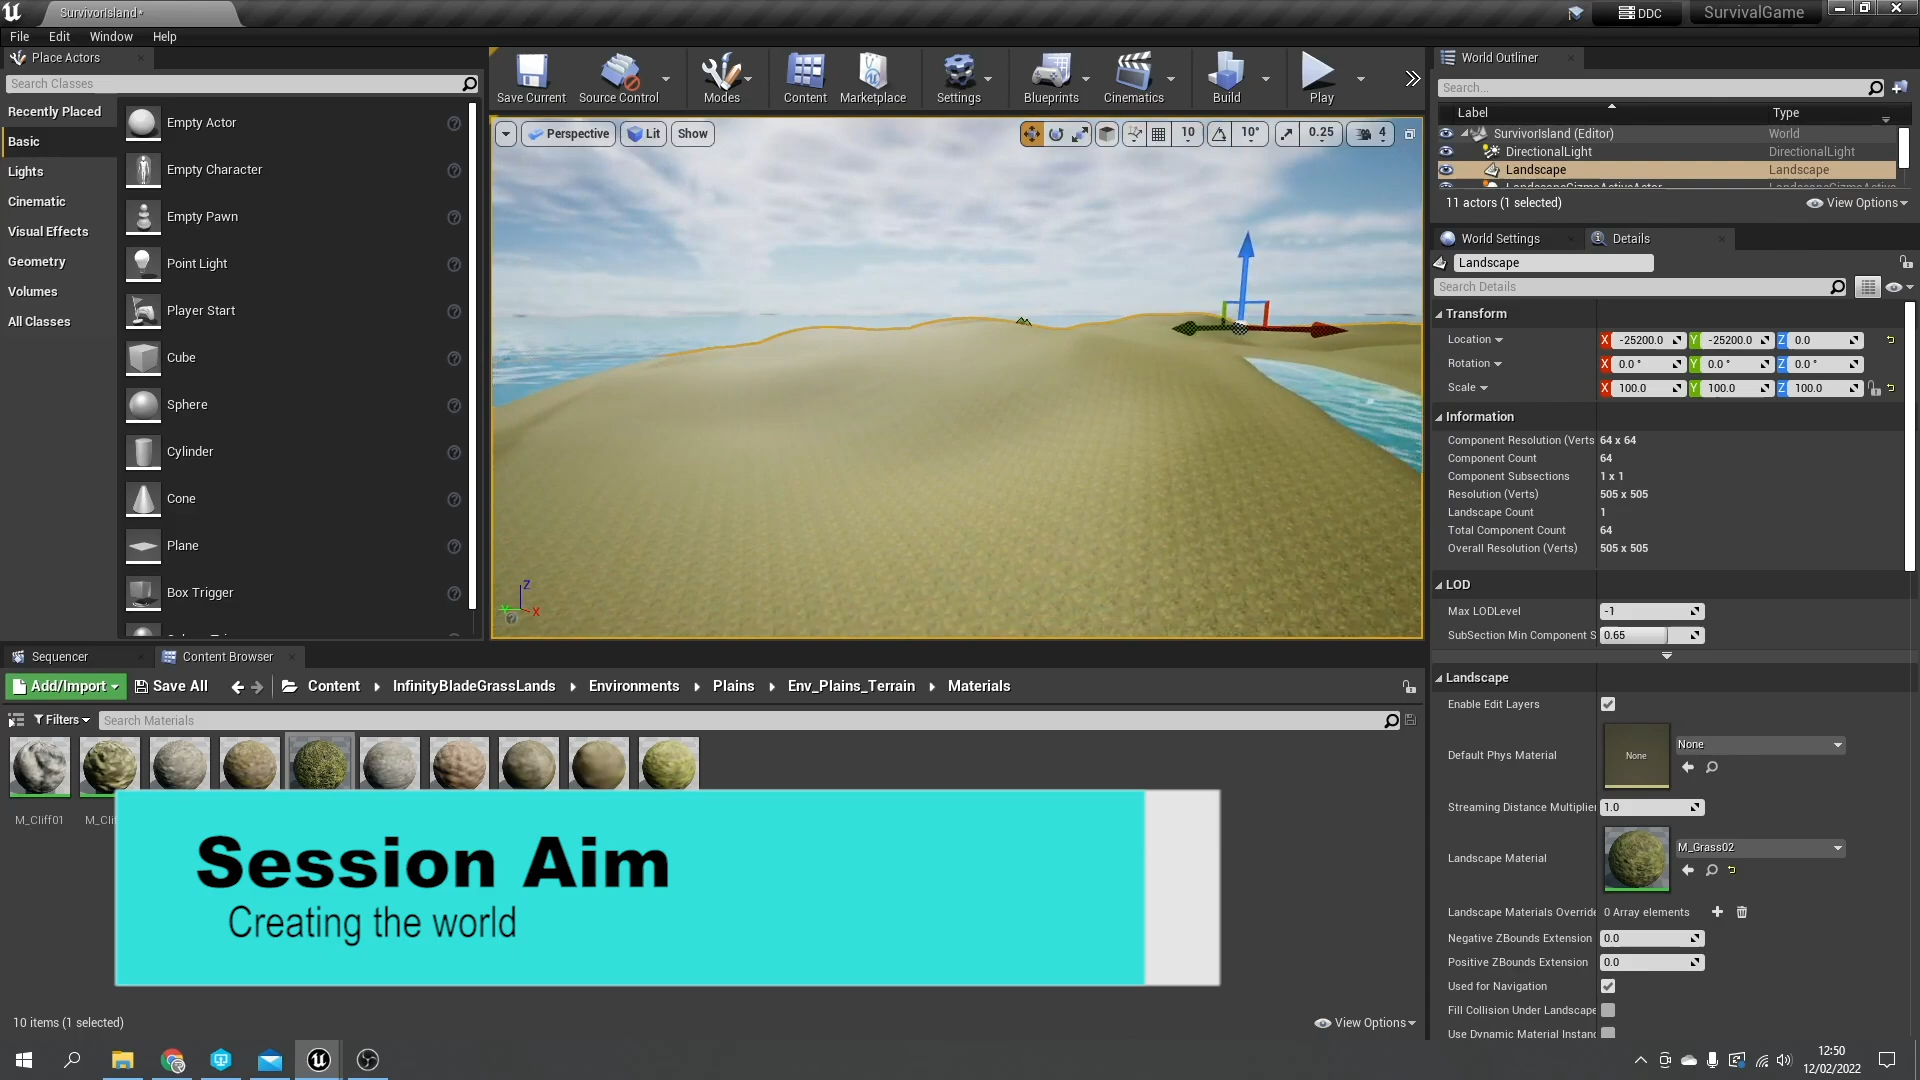 SurvivorIsland*
DDC
SurvivalGame
File Edit Window Help
Place Actors
Search Classes
Recently Placed
Basic
Lights
Cinematic
Visual Effects
Geometry
Volumes
All Classes
Empty Actor
Empty Character
Empty Pawn
Point Light
Player Start
Cube
Sphere
Cylinder
Cone
Plane
Box Trigger
Save Current
Source Control
Modes
Content
Marketplace
Settings
Blueprints
Cinematics
Build
Play
Perspective
Lit
Show
10
10°
0.25
4
Z
Y
X
World Outliner
Search...
Label Type
SurvivorIsland (Editor) World
DirectionalLight DirectionalLight
Landscape Landscape
LandscapeGizmoActiveActor LandscapeGizmoActive
11 actors (1 selected)
View Options
World Settings
Details
Landscape
Search Details
Transform
Location X -25200.0 Y -25200.0 Z 0.0
Rotation X 0.0 ° Y 0.0 ° Z 0.0 °
Scale X 100.0 Y 100.0 Z 100.0
Information
Component Resolution (Verts 64 x 64
Component Count 64
Component Subsections 1 x 1
Resolution (Verts) 505 x 505
Landscape Count 1
Total Component Count 64
Overall Resolution (Verts) 505 x 505
LOD
Max LODLevel -1
SubSection Min Component S 0.65
Landscape
Enable Edit Layers
Default Phys Material None None
Streaming Distance Multiplier 1.0
Landscape Material M_Grass02
Landscape Materials Override 0 Array elements
Negative ZBounds Extension 0.0
Positive ZBounds Extension 0.0
Used for Navigation
Fill Collision Under Landscape
Use Dynamic Material Instanc
Sequencer
Content Browser
Add/Import Save All Content InfinityBladeGrassLands Environments Plains Env_Plains_Terrain Materials
Filters Search Materials
M_Cliff01 M_Clif
Session Aim
Creating the world
10 items (1 selected)
View Options
12:50
12/02/2022